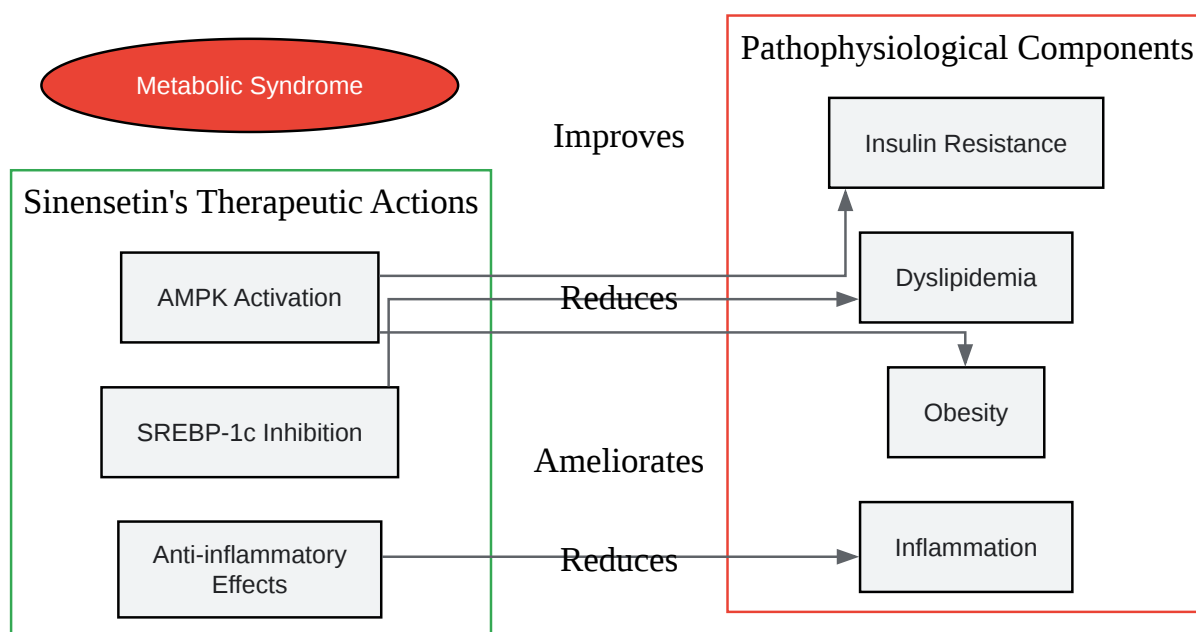 Metabolic Syndrome
Sinensetin's Therapeutic Actions
AMPK Activation
SREBP-1c Inhibition
Anti-inflammatory
Effects
Improves
Reduces
Ameliorates
Reduces
Pathophysiological Components
Insulin Resistance
Dyslipidemia
Obesity
Inflammation